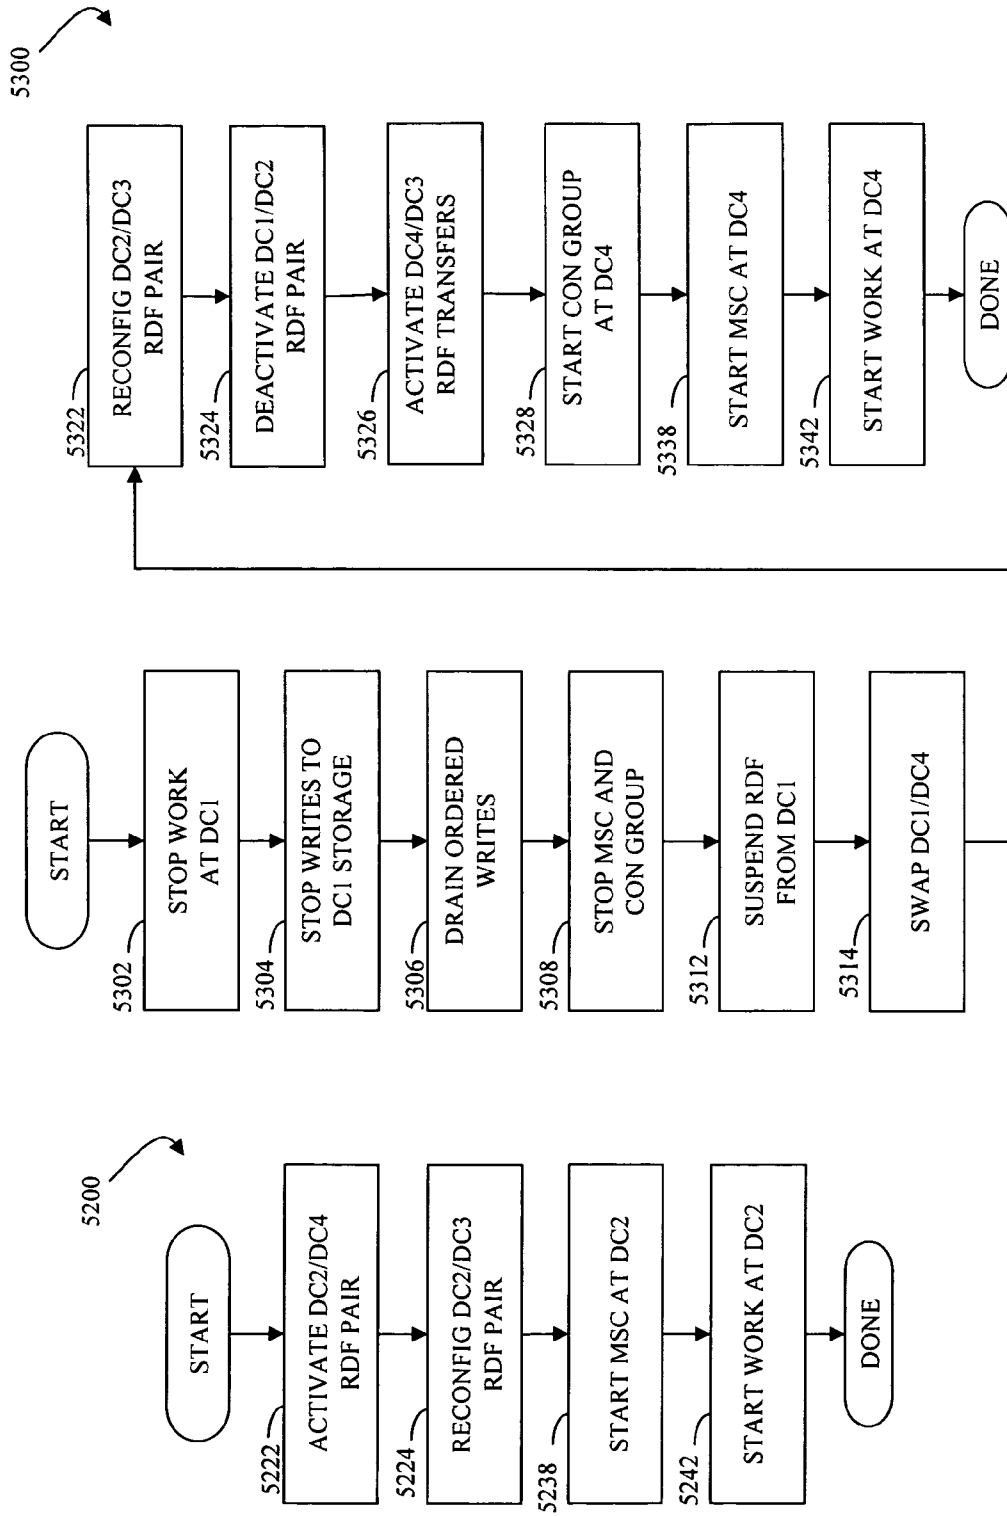 5200
START
5222
ACTIVATE DC2/DC4
RDF PAIR
5224
RECONFIG DC2/DC3
RDF PAIR
5238
START MSC AT DC2
5242
START WORK AT DC2
DONE
5300
START
5302
STOP WORK
AT DC1
5304
STOP WRITES TO
DC1 STORAGE
5306
DRAIN ORDERED
WRITES
5308
STOP MSC AND
CON GROUP
5312
SUSPEND RDF
FROM DC1
5314
SWAP DC1/DC4
5322
RECONFIG DC2/DC3
RDF PAIR
5324
DEACTIVATE DC1/DC2
RDF PAIR
5326
ACTIVATE DC4/DC3
RDF TRANSFERS
5328
START CON GROUP
AT DC4
5338
START MSC AT DC4
5342
START WORK AT DC4
DONE